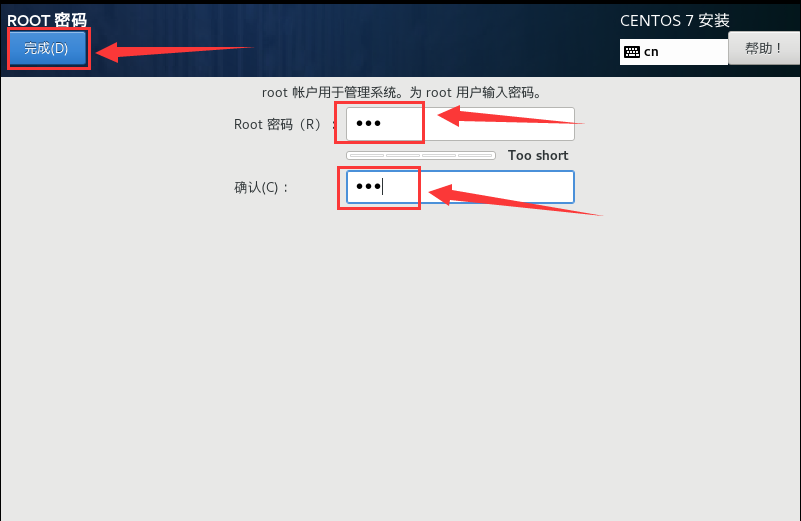 ROOT 密码
CENTOS 7 安装
完成(D)
cn
帮助！
root 帐户用于管理系统。为 root 用户输入密码。
Root 密码（R）：
●●●
Too short
确认(C)：
●●●